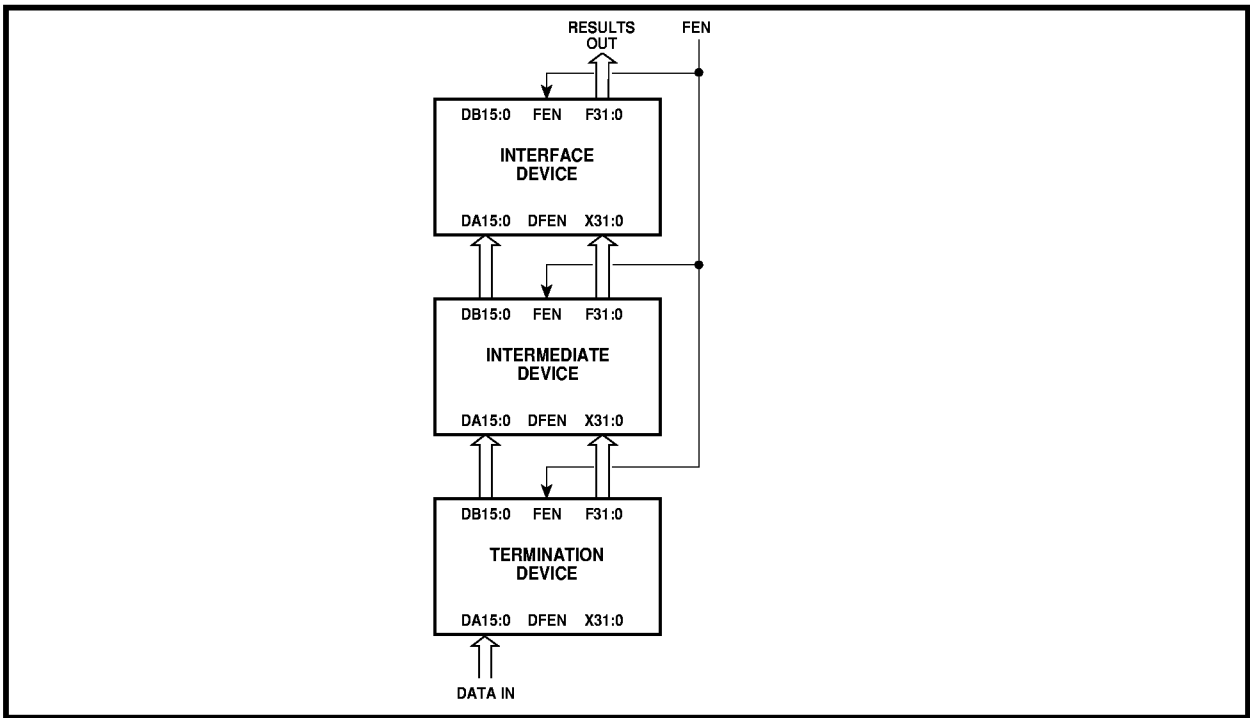 RESULTS
OUT
FEN
DB15:0 FEN F31:0
INTERFACE
DEVICE
DA15:0 DFEN X31:0
DB15:0 FEN F31:0
INTERMEDIATE
DEVICE
DA15:0 DFEN X31:0
DB15:0 FEN F31:0
TERMINATION
DEVICE
DA15:0 DFEN X31:0
DATA IN